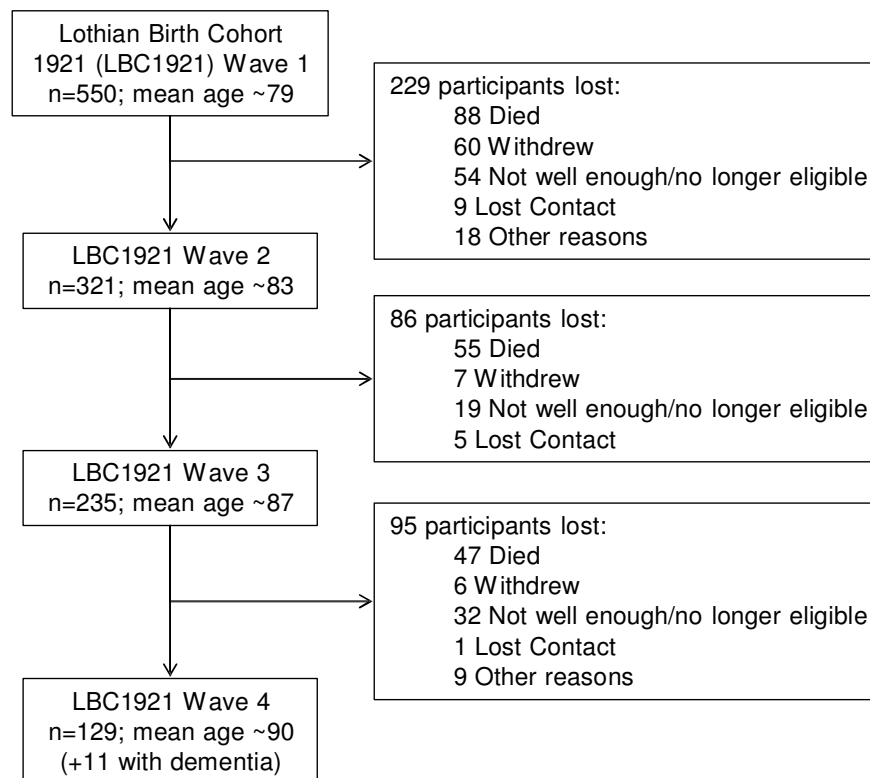 Lothian Birth Cohort
1921 (LBC1921) Wave 1
n=550; mean age ~79
229 participants lost:
88 Died
60 Withdrew
54 Not well enough/no longer eligible
9 Lost Contact
18 Other reasons
LBC1921 Wave 2
n=321; mean age ~83
86 participants lost:
55 Died
7 Withdrew
19 Not well enough/no longer eligible
5 Lost Contact
LBC1921 Wave 3
n=235; mean age ~87
95 participants lost:
47 Died
6 Withdrew
32 Not well enough/no longer eligible
1 Lost Contact
9 Other reasons
LBC1921 Wave 4
n=129; mean age ~90
(+11 with dementia)